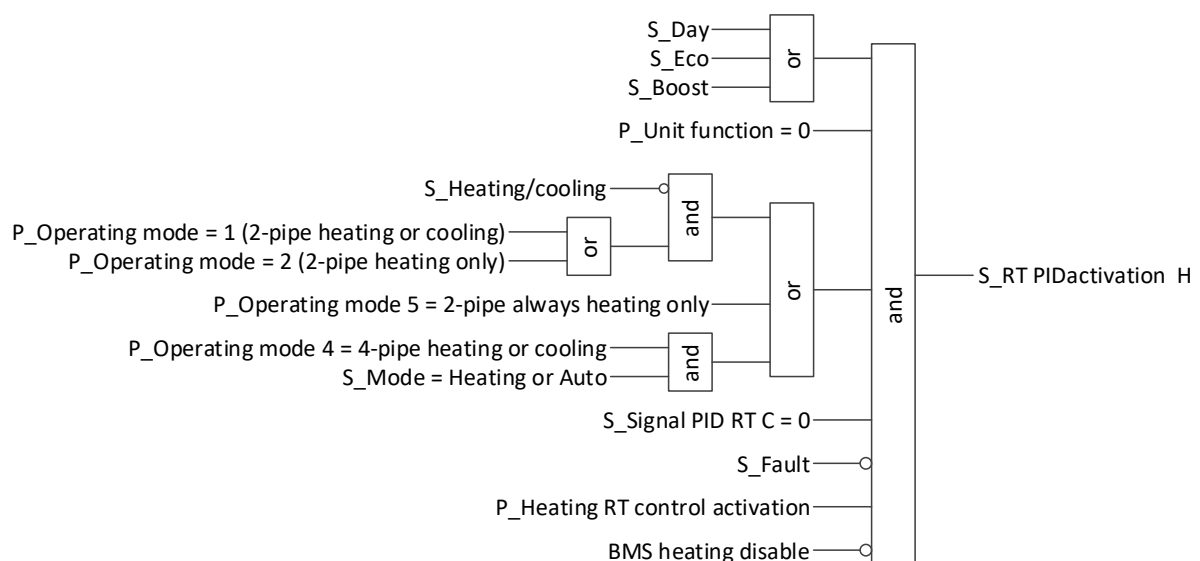 S_Day
S_Eco
S_Boost
or
P_Unit function = 0
S_Heating/cooling
and
P_Operating mode = 1 (2-pipe heating or cooling)
P_Operating mode = 2 (2-pipe heating only)
or
P_Operating mode 5 = 2-pipe always heating only
or
P_Operating mode 4 = 4-pipe heating or cooling
S_Mode = Heating or Auto
and
and
S_RT PIDactivation H
S_Signal PID RT C = 0
S_Fault
P_Heating RT control activation
BMS heating disable